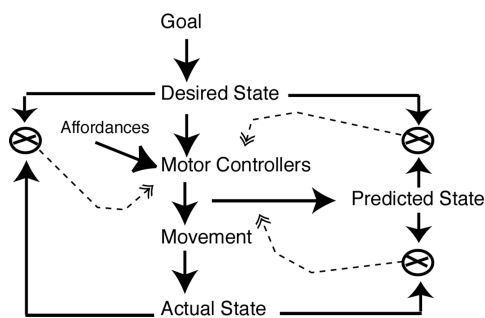 Goal
Desired State
Affordances
Motor Controllers
Predicted State
Movement
Actual State